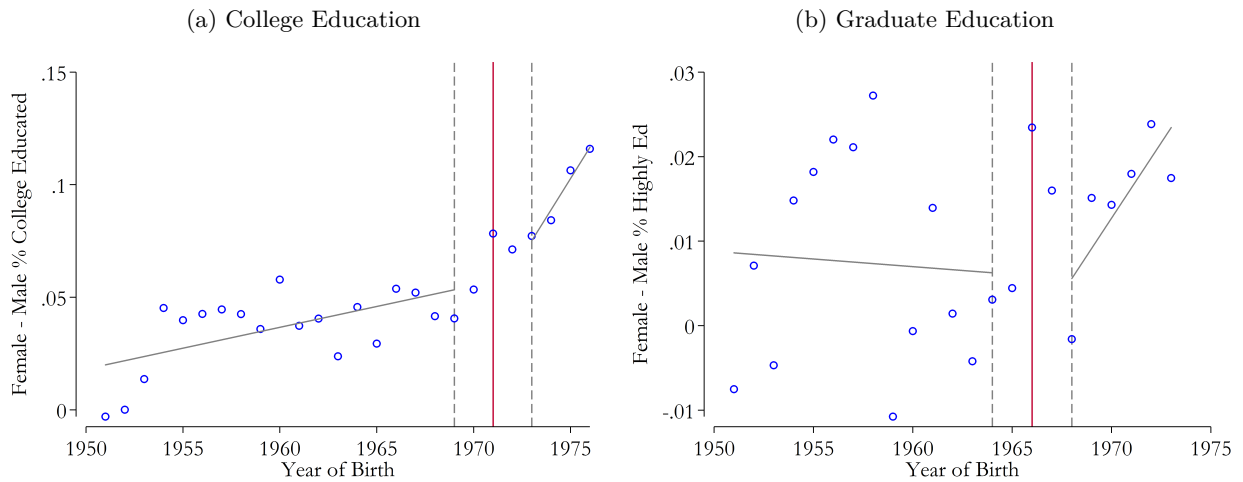 (a) College Education
Female - Male % College Educated
.15
.1
.05
0
1950 1955 1960 1965 1970 1975
Year of Birth
(b) Graduate Education
Female - Male % Highly Ed
.03
.02
.01
0
-.01
1950 1955 1960 1965 1970 1975
Year of Birth